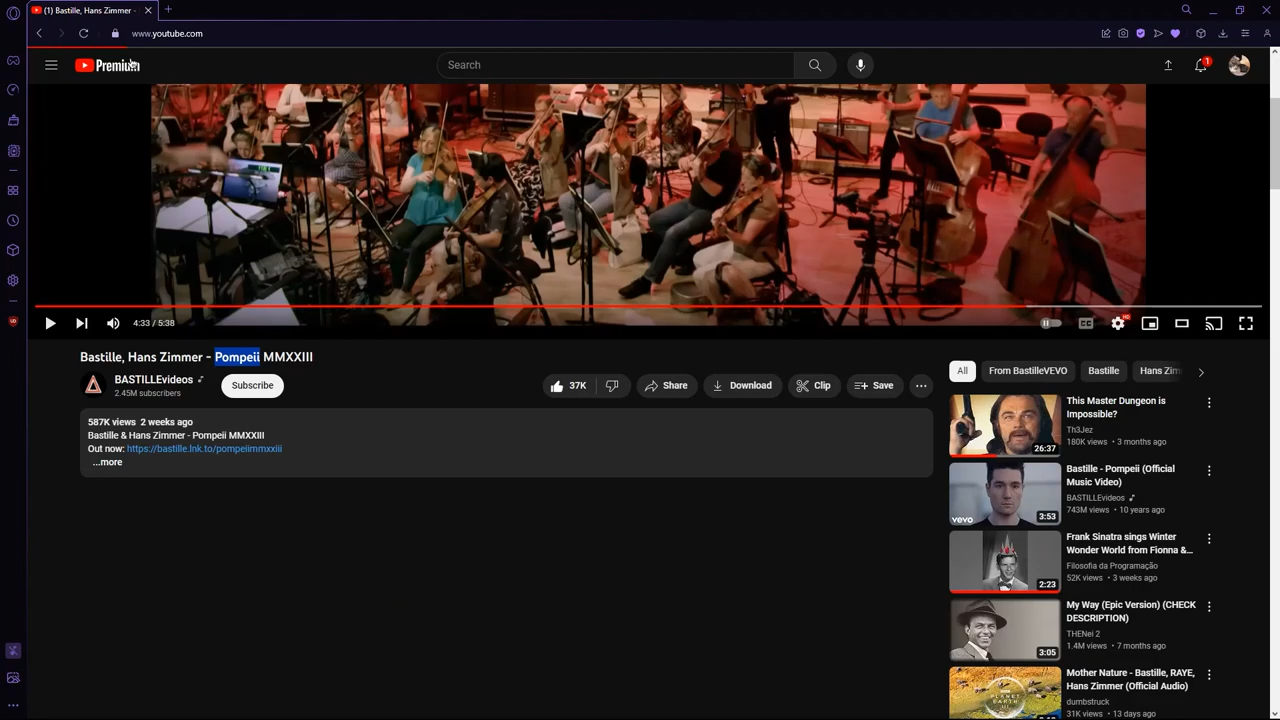 (1) Bastille, Hans Zimmer -
www.youtube.com
Premium
Search
1
4:33 / 5:38
CC
HD
Bastille, Hans Zimmer - Pompeii MMXXIII
BASTILLEvideos
2.45M subscribers
Subscribe
37K
Share
Download
Clip
Save
587K views 2 weeks ago
Bastille & Hans Zimmer - Pompeii MMXXIII
Out now: https://bastille.lnk.to/pompeiimmxxiii
...more
All
From BastilleVEVO
Bastille
Hans Zim
This Master Dungeon is
Impossible?
Th3Jez
180K views • 3 months ago
26:37
Bastille - Pompeii (Official
Music Video)
BASTILLEvideos
743M views • 10 years ago
vevo
3:53
Frank Sinatra sings Winter
Wonder World from Fionna &...
Filosofia da Programação
52K views • 3 weeks ago
2:23
My Way (Epic Version) (CHECK
DESCRIPTION)
THENei 2
1.4M views • 7 months ago
3:05
Mother Nature - Bastille, RAYE,
Hans Zimmer (Official Audio)
dumbstruck
31K views • 13 days ago
PLANET
EARTH